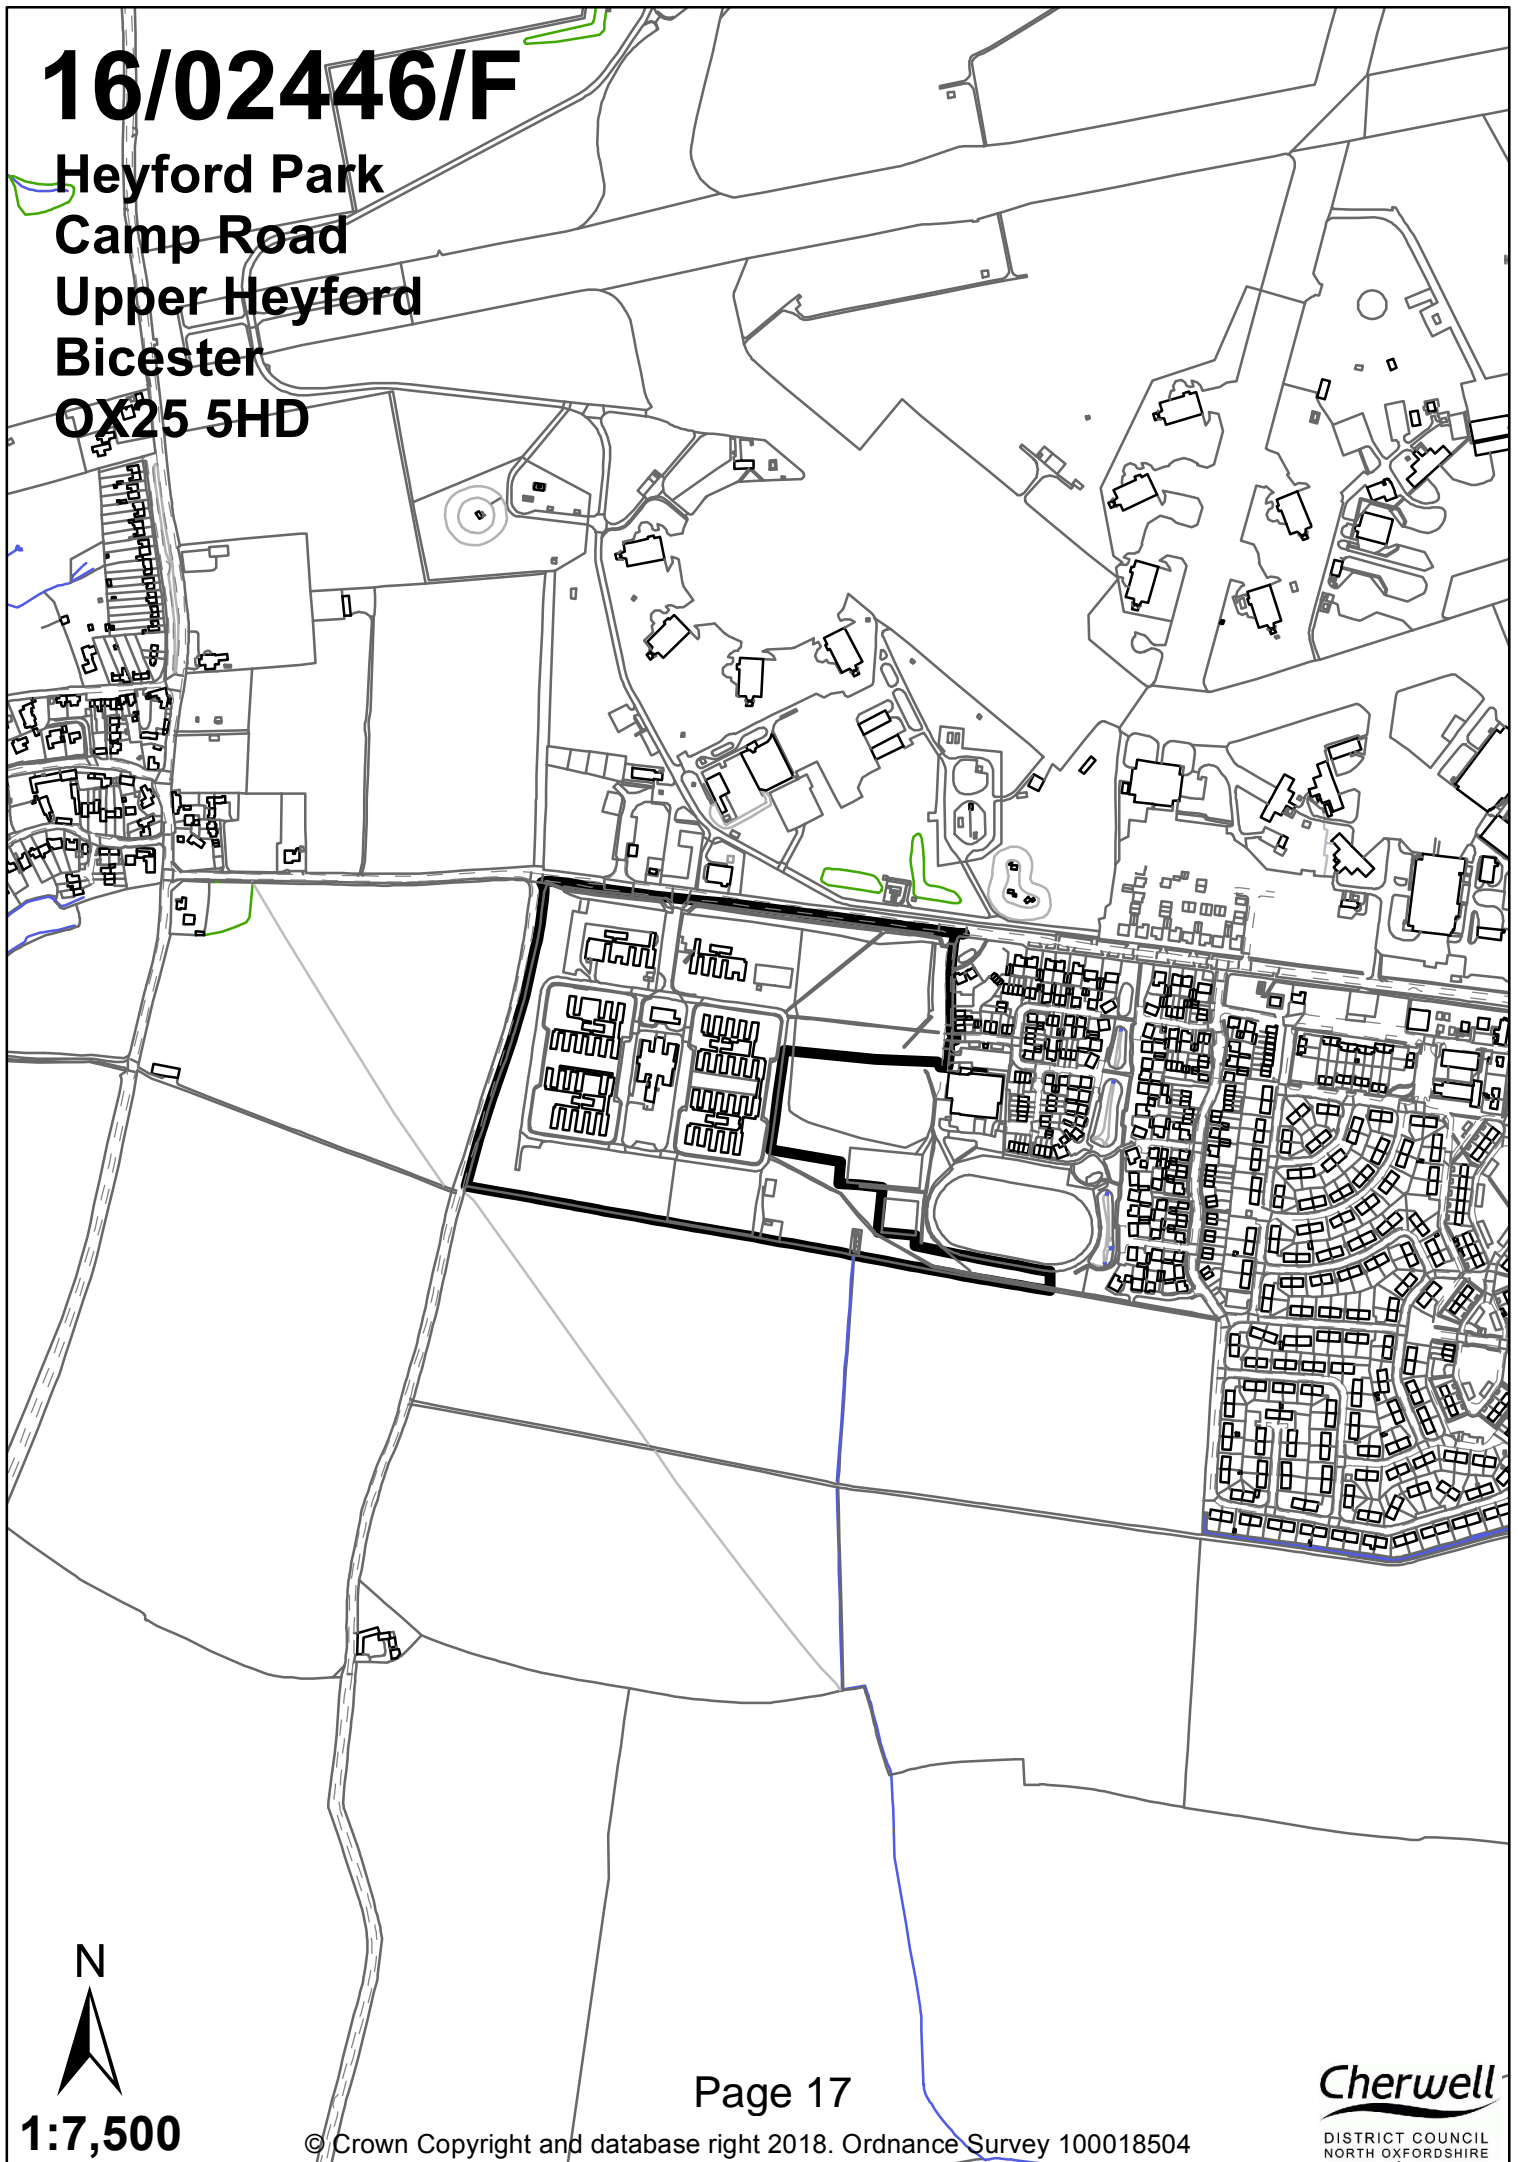 16/02446/F
Heyford Park
Camp Road
Upper Heyford
Bicester
OX25 5HD
N
1:7,500
Page 17
© Crown Copyright and database right 2018. Ordnance Survey 100018504
Cherwell
DISTRICT COUNCIL
NORTH OXFORDSHIRE